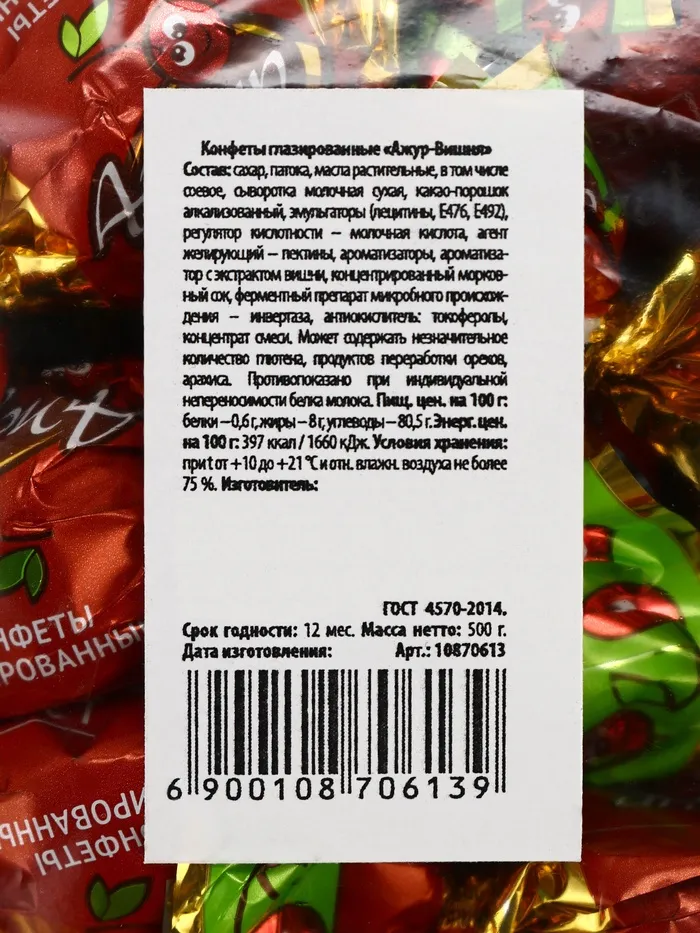 Конфеты глазированные «Ажур-Вишня»
Состав: сахар, патока, масла растительные, в том числе
соевое, сыворотка молочная сухая, какао-порошок
алкализованный, эмульгаторы (лецитины, Е476, Е492),
регулятор кислотности – молочная кислота, агент
желирующий – пектины, ароматизаторы, ароматиза-
тор с экстрактом вишни, концентрированный морков-
ный сок, ферментный препарат микробного происхож-
дения – инвертаза, антиокислитель: токоферолы,
концентрат смеси. Может содержать незначительное
количество глютена, продуктов переработки орехов,
арахиса. Противопоказано при индивидуальной
непереносимости белка молока. Пищ. цен. на 100 г:
белки – 0,6 г, жиры – 8 г, углеводы – 80,5 г. Энерг. цен.
на 100 г: 397 ккал / 1660 кДж. Условия хранения:
при t от +10 до +21 °С и отн. влажн. воздуха не более
75 %. Изготовитель:
ГОСТ 4570-2014.
Срок годности: 12 мес. Масса нетто: 500 г.
Дата изготовления: Арт.: 10870613
6 900108 706139
НФЕТЫ
РОВАННЫ
ИРОВАННЫ
НФЕТЫ